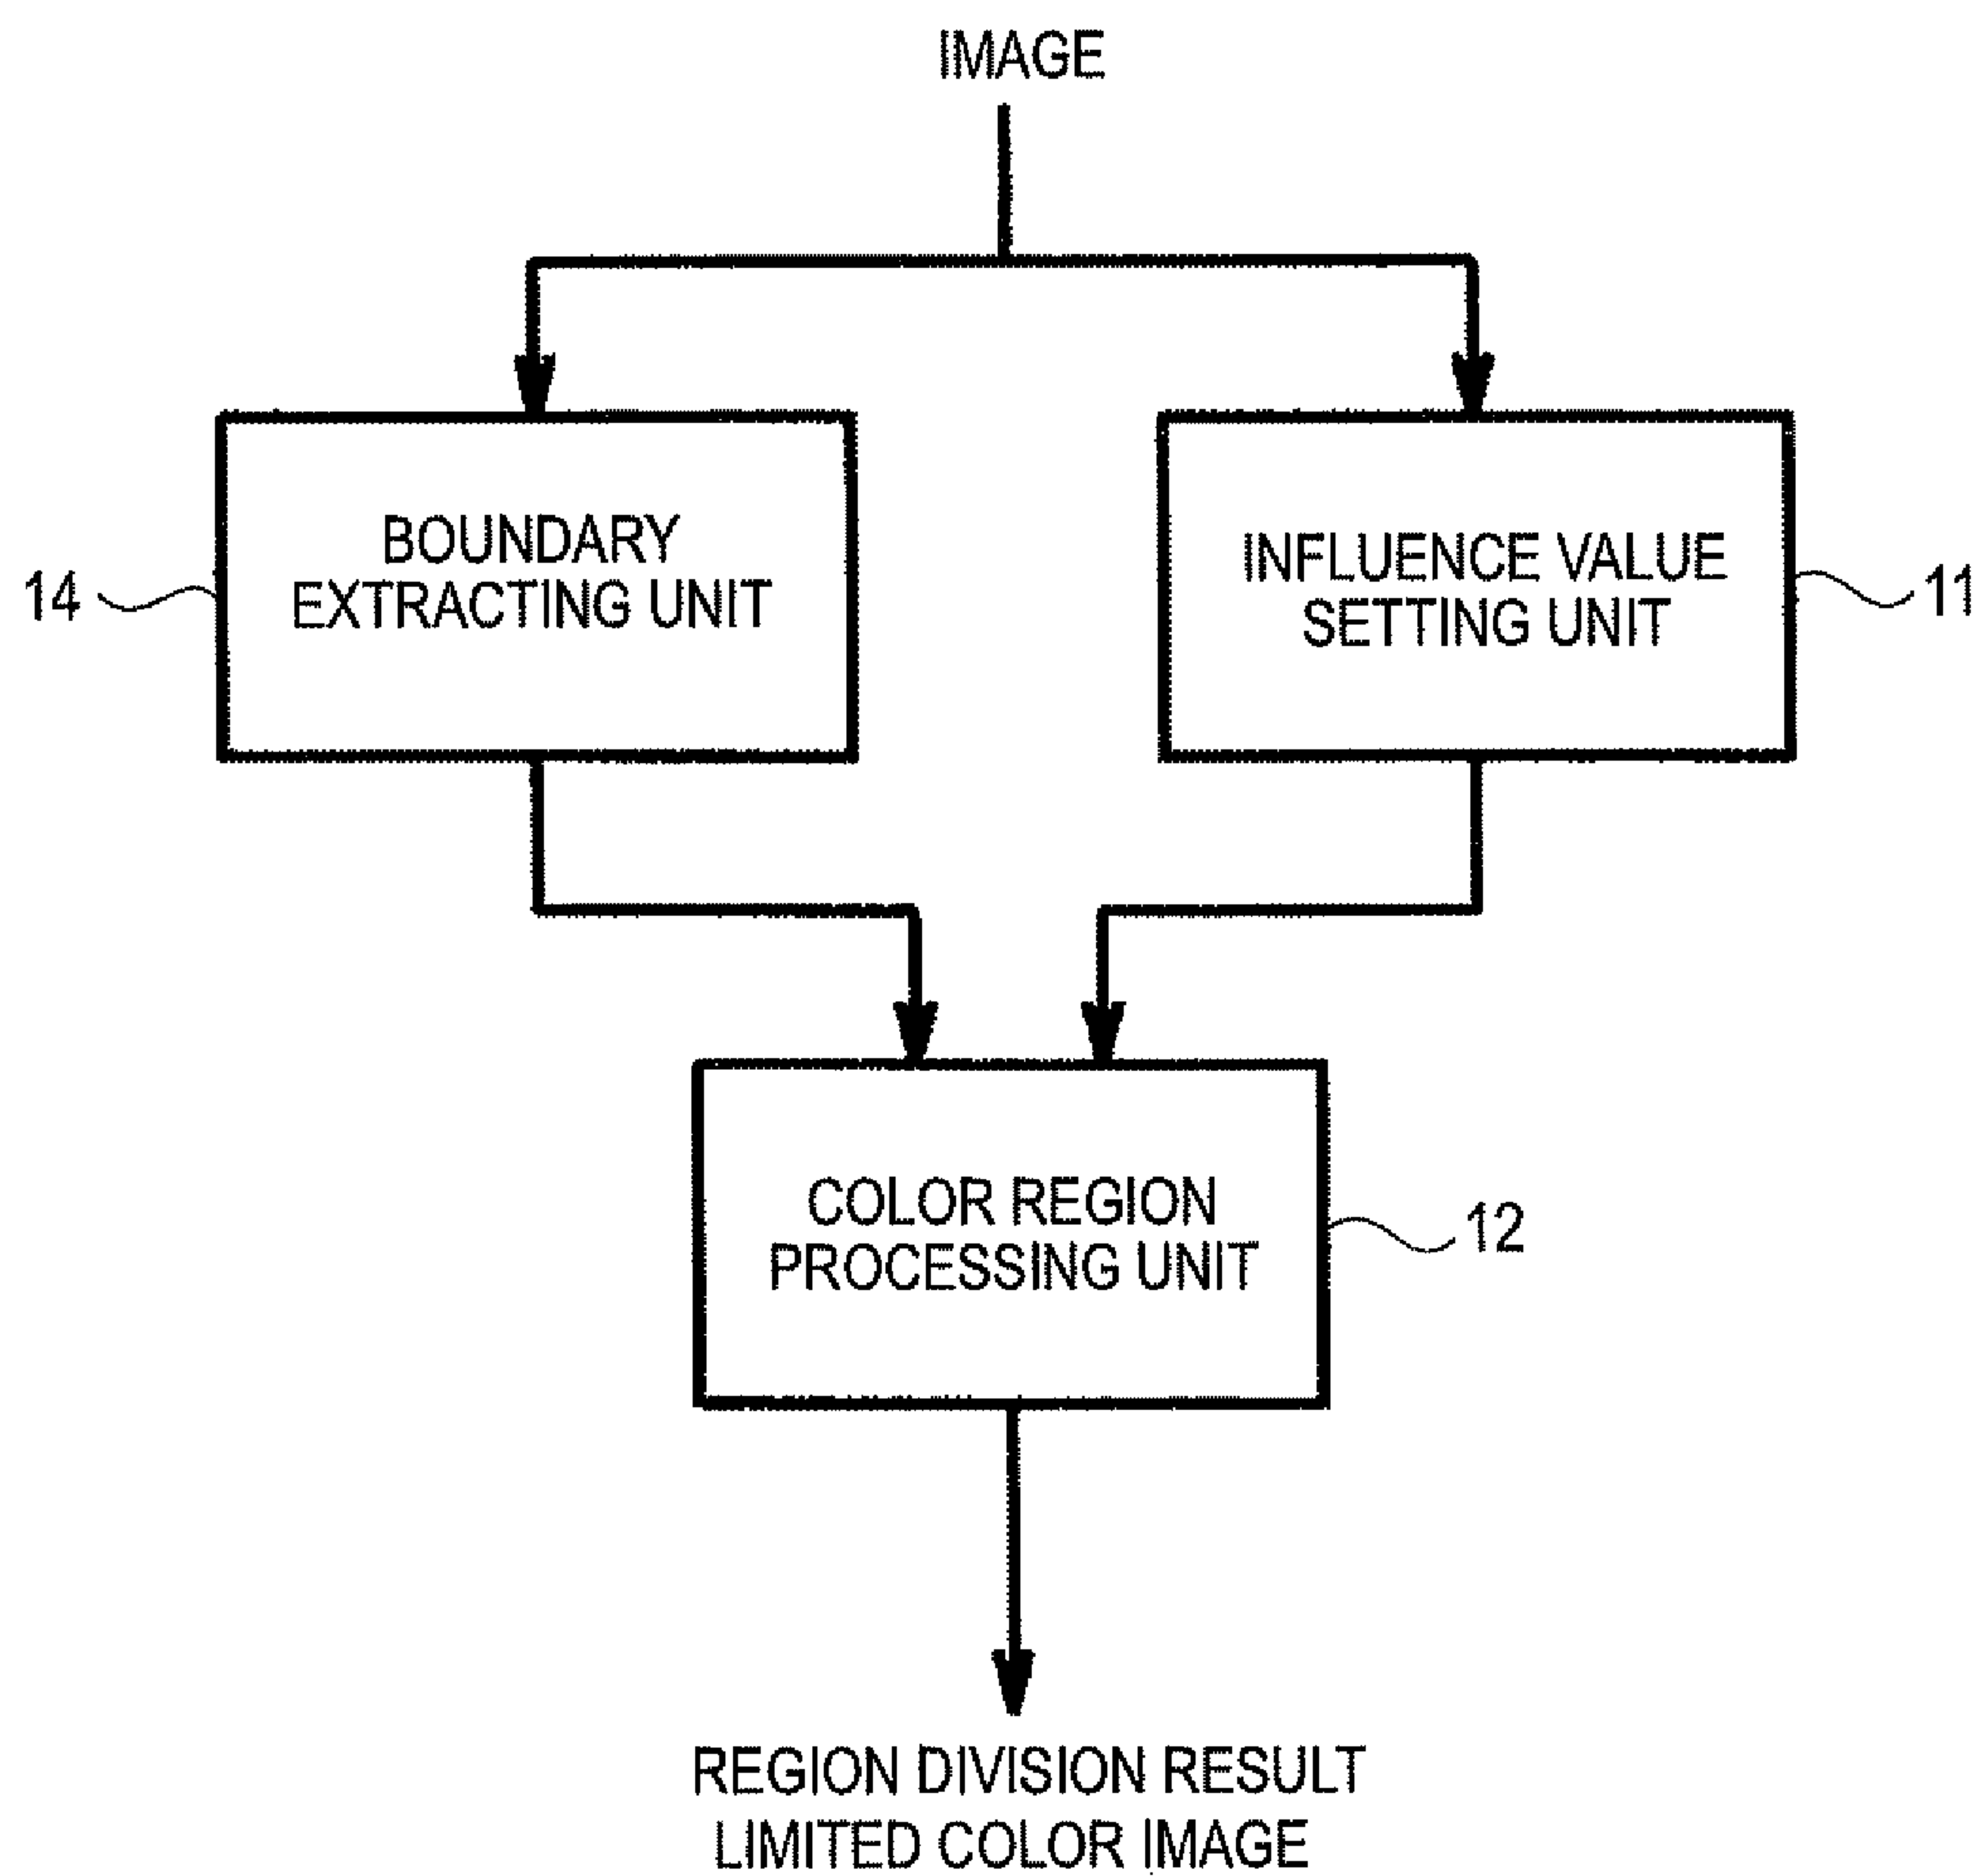 IMAGE
BOUNDARY
EXTRACTING UNIT
14
INFLUENCE VALUE
SETTING UNIT
11
COLOR REGION
PROCESSING UNIT
12
REGION DIVISION RESULT
LIMITED COLOR IMAGE